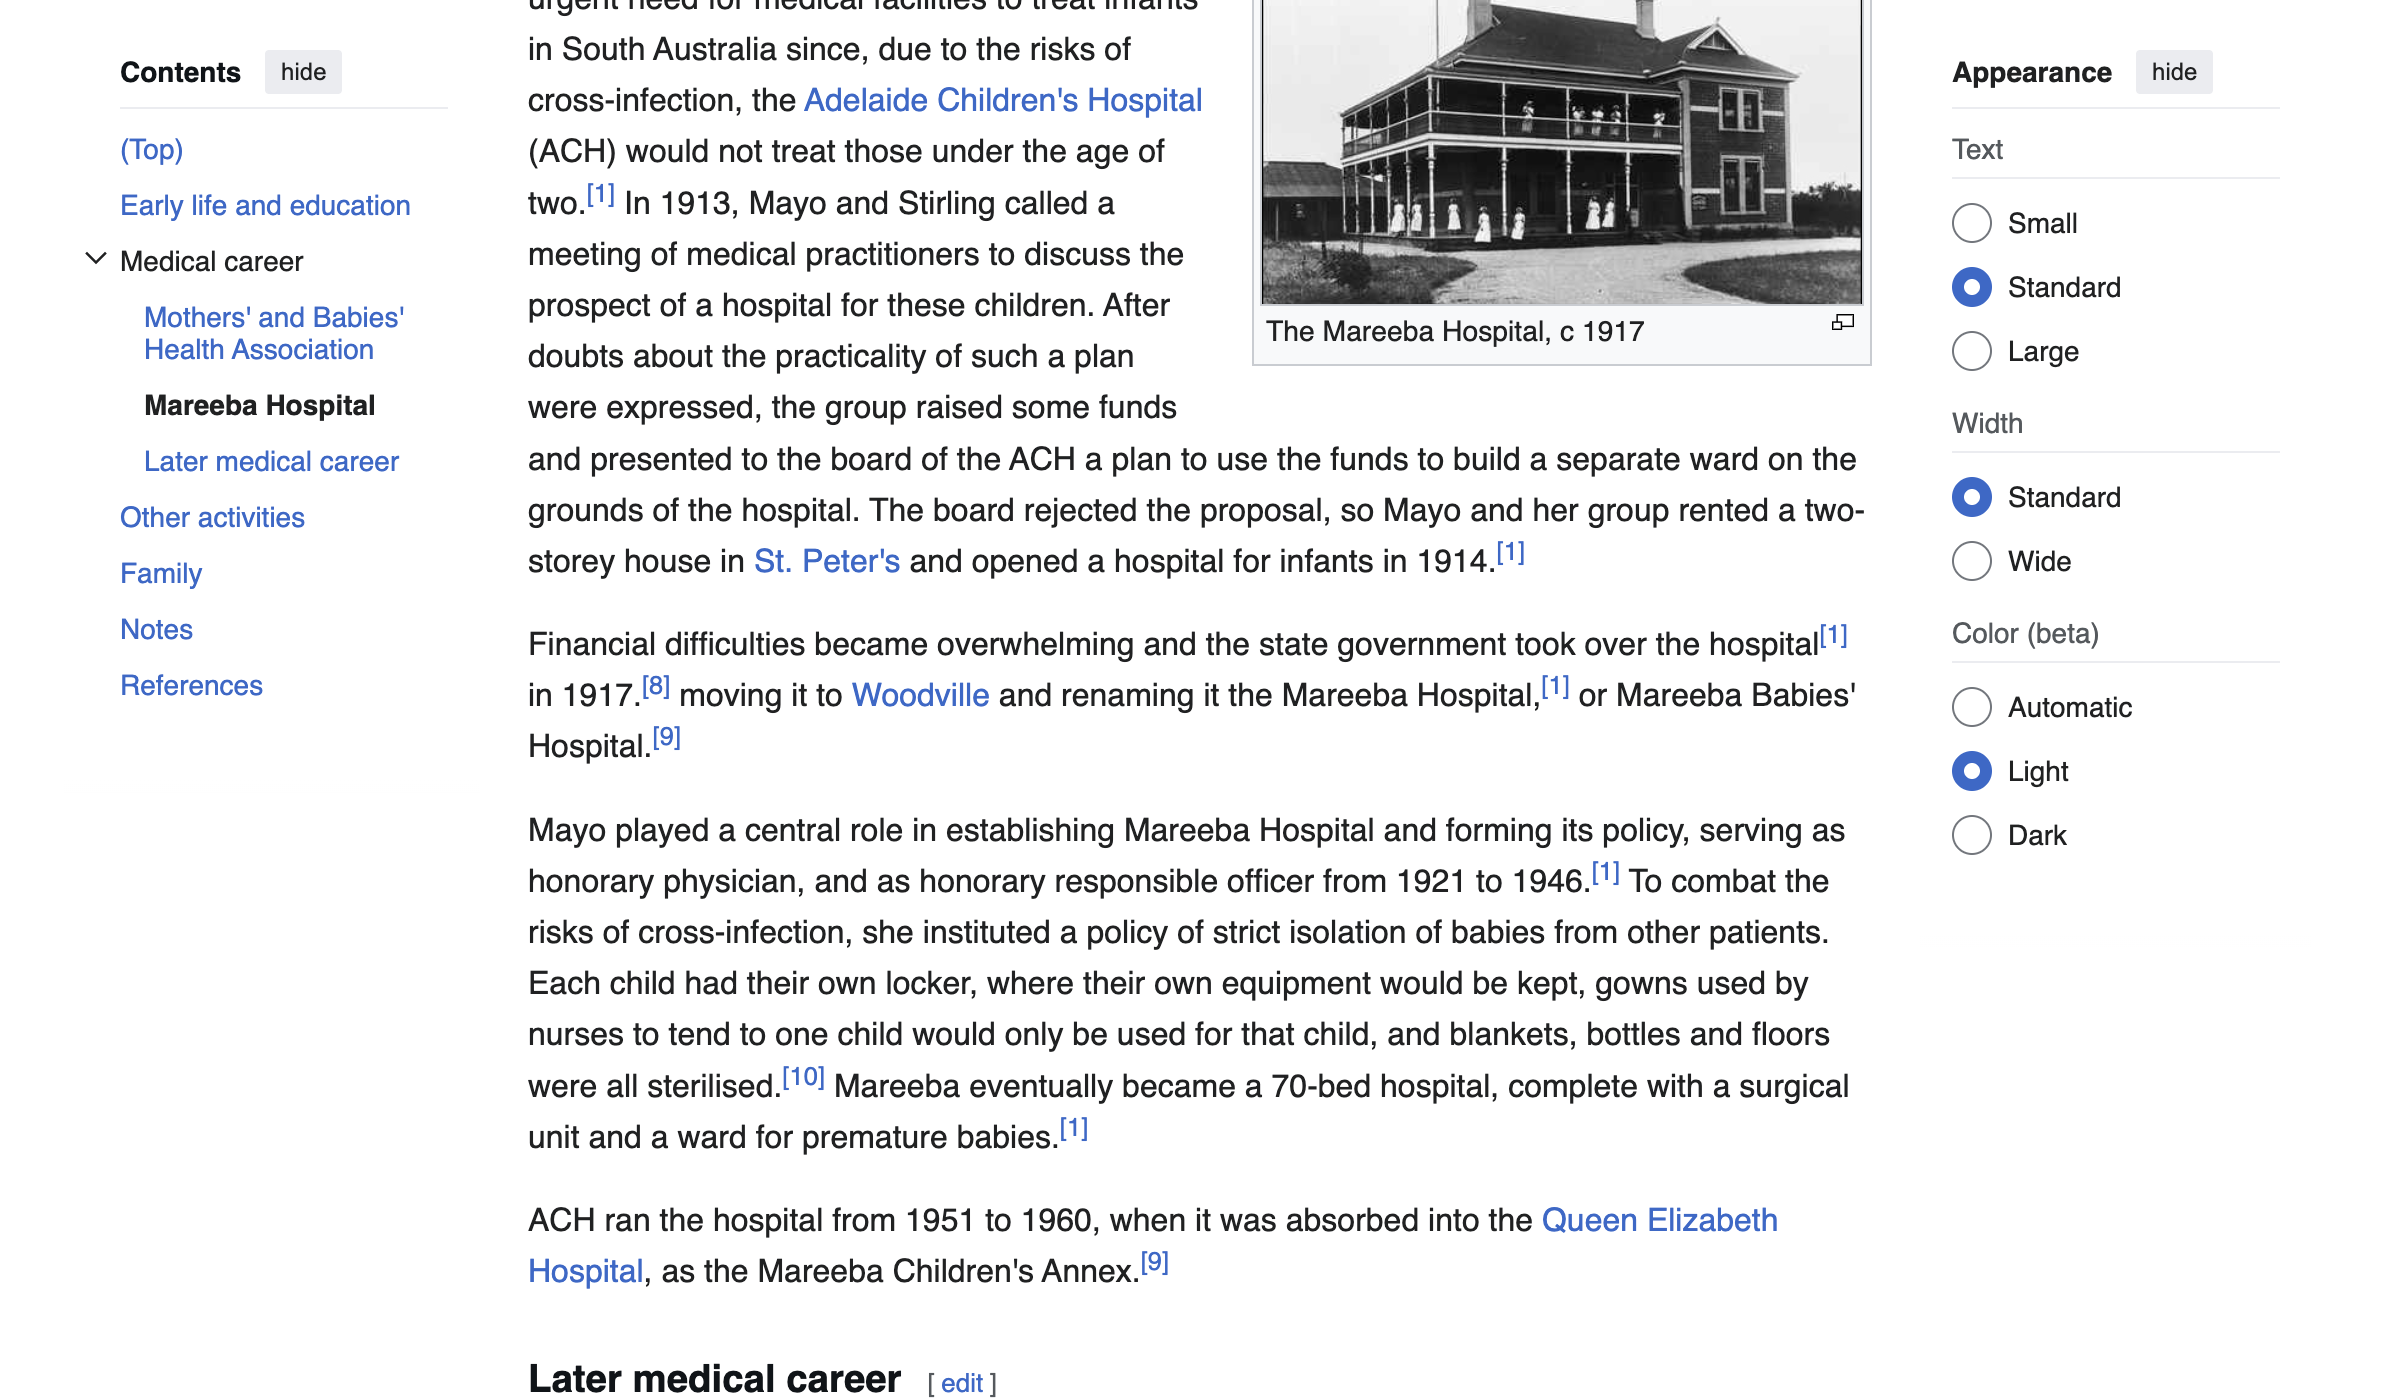 Contents hide
(Top)
Early life and education
Medical career
Mothers' and Babies'
Health Association
Mareeba Hospital
Later medical career
Other activities
Family
Notes
References
urgent need for medical facilities to treat infants
in South Australia since, due to the risks of
cross-infection, the Adelaide Children's Hospital
(ACH) would not treat those under the age of
two.[1] In 1913, Mayo and Stirling called a
meeting of medical practitioners to discuss the
prospect of a hospital for these children. After
doubts about the practicality of such a plan
were expressed, the group raised some funds
and presented to the board of the ACH a plan to use the funds to build a separate ward on the
grounds of the hospital. The board rejected the proposal, so Mayo and her group rented a two-
storey house in St. Peter's and opened a hospital for infants in 1914.[1]
The Mareeba Hospital, c 1917
Financial difficulties became overwhelming and the state government took over the hospital[1]
in 1917.[8] moving it to Woodville and renaming it the Mareeba Hospital,[1] or Mareeba Babies'
Hospital.[9]
Mayo played a central role in establishing Mareeba Hospital and forming its policy, serving as
honorary physician, and as honorary responsible officer from 1921 to 1946.[1] To combat the
risks of cross-infection, she instituted a policy of strict isolation of babies from other patients.
Each child had their own locker, where their own equipment would be kept, gowns used by
nurses to tend to one child would only be used for that child, and blankets, bottles and floors
were all sterilised.[10] Mareeba eventually became a 70-bed hospital, complete with a surgical
unit and a ward for premature babies.[1]
ACH ran the hospital from 1951 to 1960, when it was absorbed into the Queen Elizabeth
Hospital, as the Mareeba Children's Annex.[9]
Later medical career [ edit ]
Appearance hide
Text
Small
Standard
Large
Width
Standard
Wide
Color (beta)
Automatic
Light
Dark